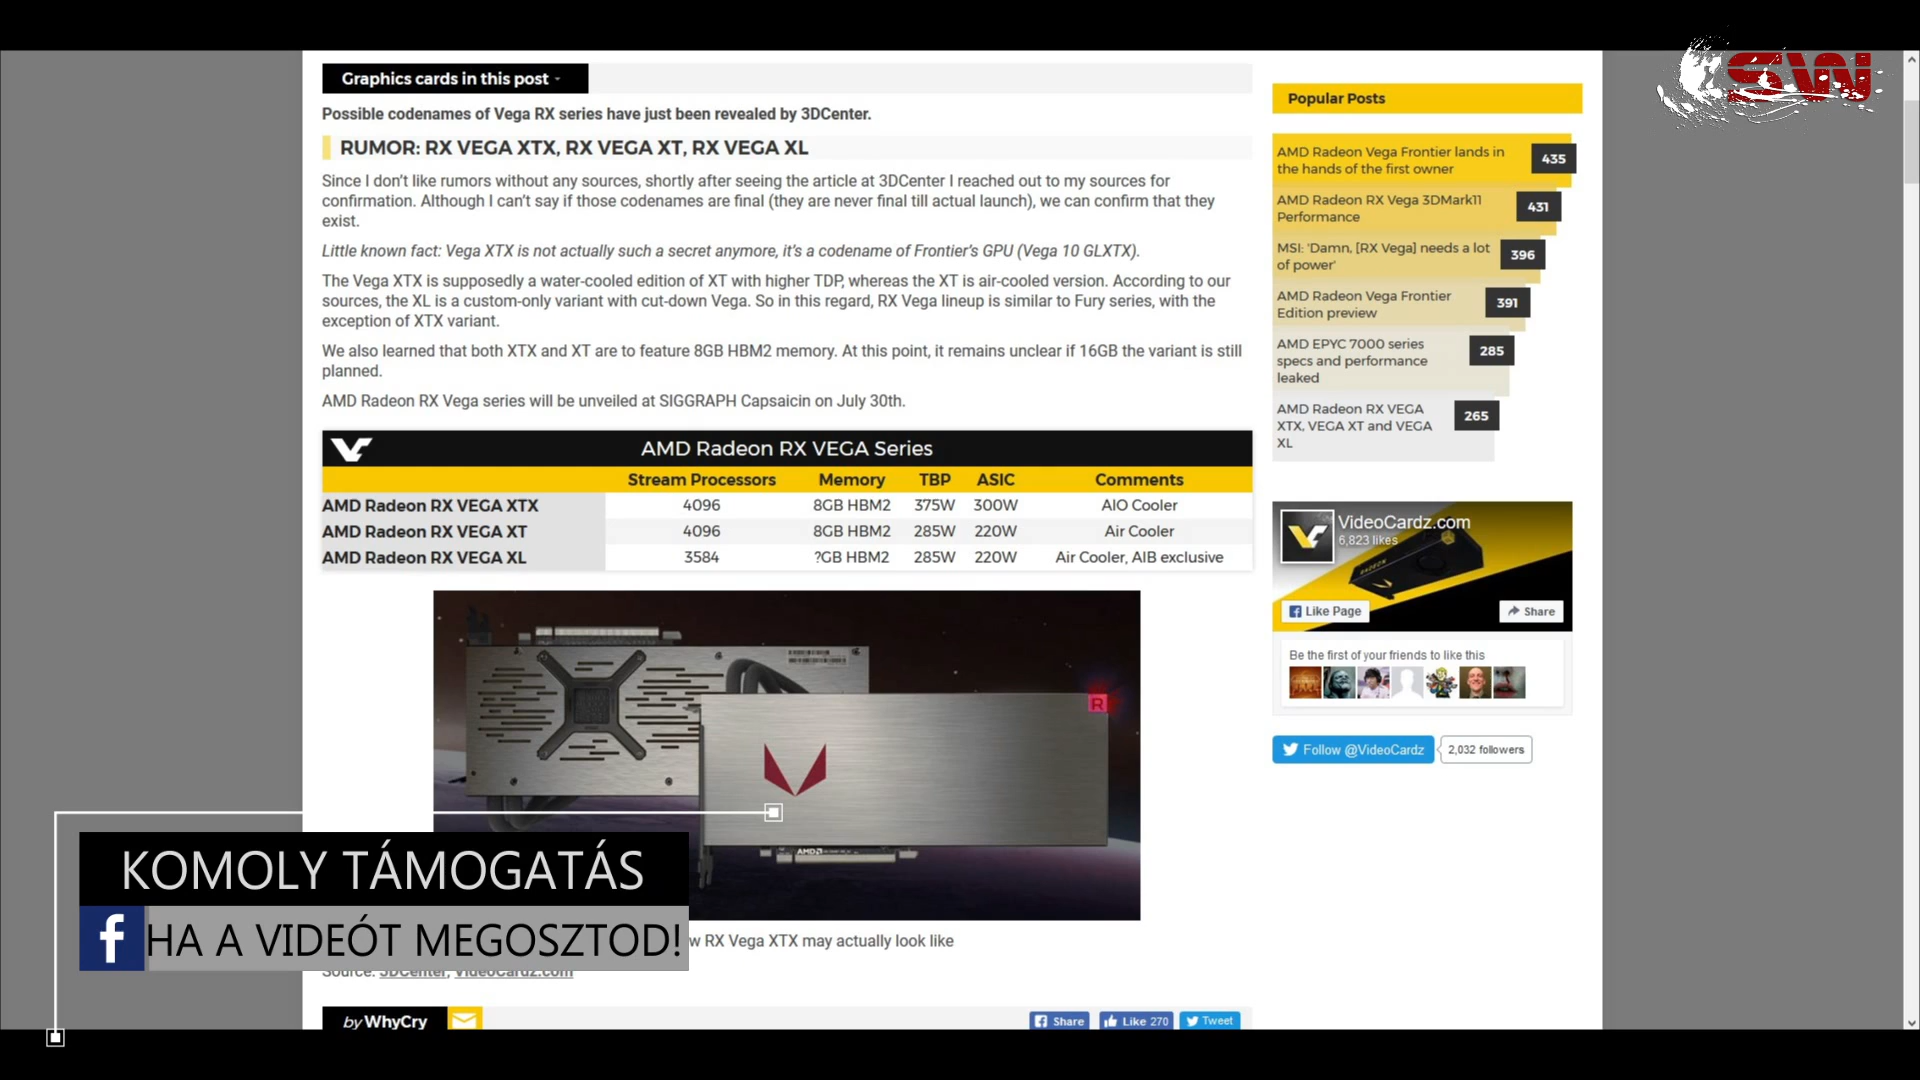 SW
Graphics cards in this post
Possible codenames of Vega RX series have just been revealed by 3DCenter.
RUMOR: RX VEGA XTX, RX VEGA XT, RX VEGA XL
Since I don't like rumors without any sources, shortly after seeing the article at 3DCenter I reached out to my sources for
confirmation. Although I can't say if those codenames are final (they are never final till actual launch), we can confirm that they
exist.
Little known fact: Vega XTX is not actually such a secret anymore, it's a codename of Frontier's GPU (Vega 10 GLXTX).
The Vega XTX is supposedly a water-cooled edition of XT with higher TDP, whereas the XT is air-cooled version. According to our
sources, the XL is a custom-only variant with cut-down Vega. So in this regard, RX Vega lineup is similar to Fury series, with the
exception of XTX variant.
We also learned that both XTX and XT are to feature 8GB HBM2 memory. At this point, it remains unclear if 16GB the variant is still
planned.
AMD Radeon RX Vega series will be unveiled at SIGGRAPH Capsaicin on July 30th.
AMD Radeon RX VEGA Series
Stream Processors Memory TBP ASIC Comments
AMD Radeon RX VEGA XTX 4096 8GB HBM2 375W 300W AIO Cooler
AMD Radeon RX VEGA XT 4096 8GB HBM2 285W 220W Air Cooler
AMD Radeon RX VEGA XL 3584 ?GB HBM2 285W 220W Air Cooler, AIB exclusive
R
AMD
w RX Vega XTX may actually look like
Source: 3DCenter, VideoCardz.com
by WhyCry
Share Like 270 Tweet
Popular Posts
AMD Radeon Vega Frontier lands in
the hands of the first owner
435
AMD Radeon RX Vega 3DMark11
Performance
431
MSI: 'Damn, [RX Vega] needs a lot
of power'
396
AMD Radeon Vega Frontier
Edition preview
391
AMD EPYC 7000 series
specs and performance
leaked
285
AMD Radeon RX VEGA
XTX, VEGA XT and VEGA
XL
265
VideoCardz.com
6,823 likes
RADEON
Like Page Share
Be the first of your friends to like this
Follow @VideoCardz 2,032 followers
KOMOLY TÁMOGATÁS
f HA A VIDEÓT MEGOSZTOD!